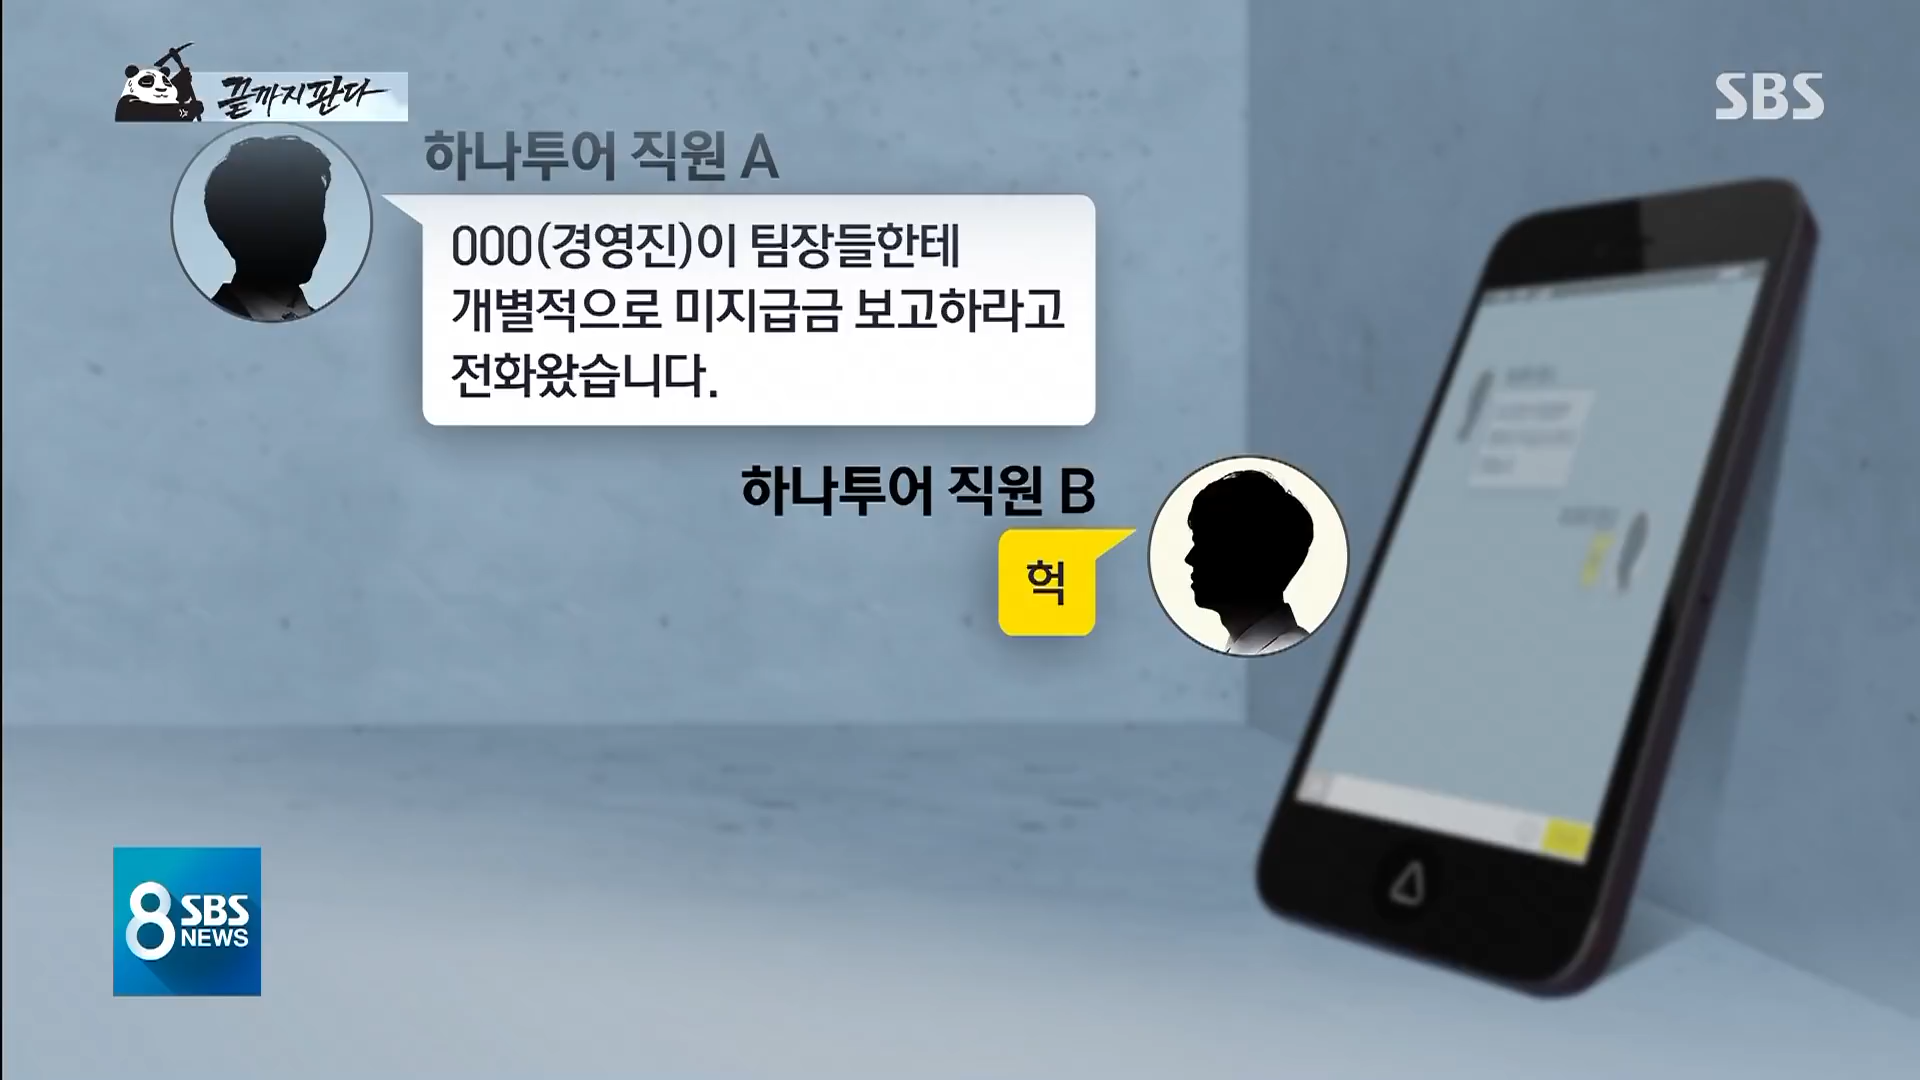 끝까지판다
SBS
하나투어 직원 A
OOO(경영진)이 팀장들한테
개별적으로 미지급금 보고하라고
전화왔습니다.
하나투어 직원 B
헉
8 SBS
NEWS